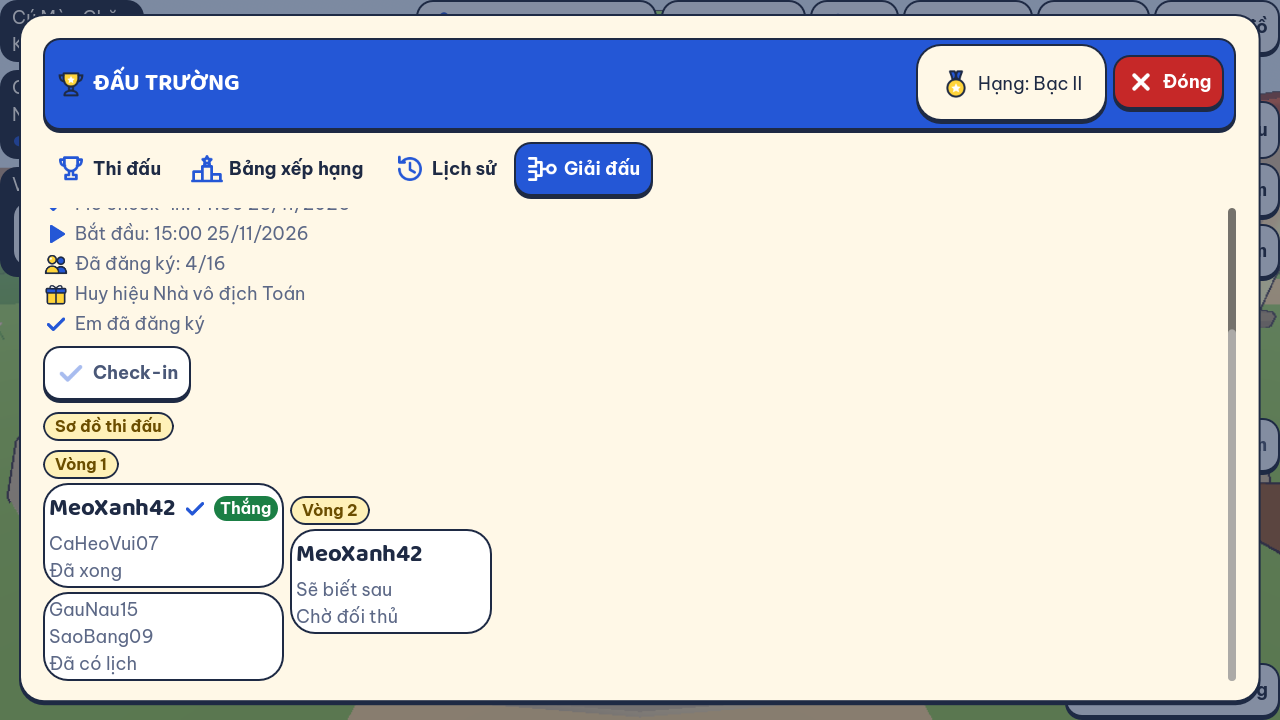 ĐẤU TRƯỜNG
Hạng: Bạc II
Đóng
Thi đấu
Bảng xếp hạng
Lịch sử
Giải đấu
Bắt đầu: 15:00 25/11/2026
Đã đăng ký: 4/16
Huy hiệu Nhà vô địch Toán
Em đã đăng ký
Check-in
Sơ đồ thi đấu
Vòng 1
MeoXanh42
Thắng
CaHeoVui07
Đã xong
GauNau15
SaoBang09
Đã có lịch
Vòng 2
MeoXanh42
Sẽ biết sau
Chờ đối thủ